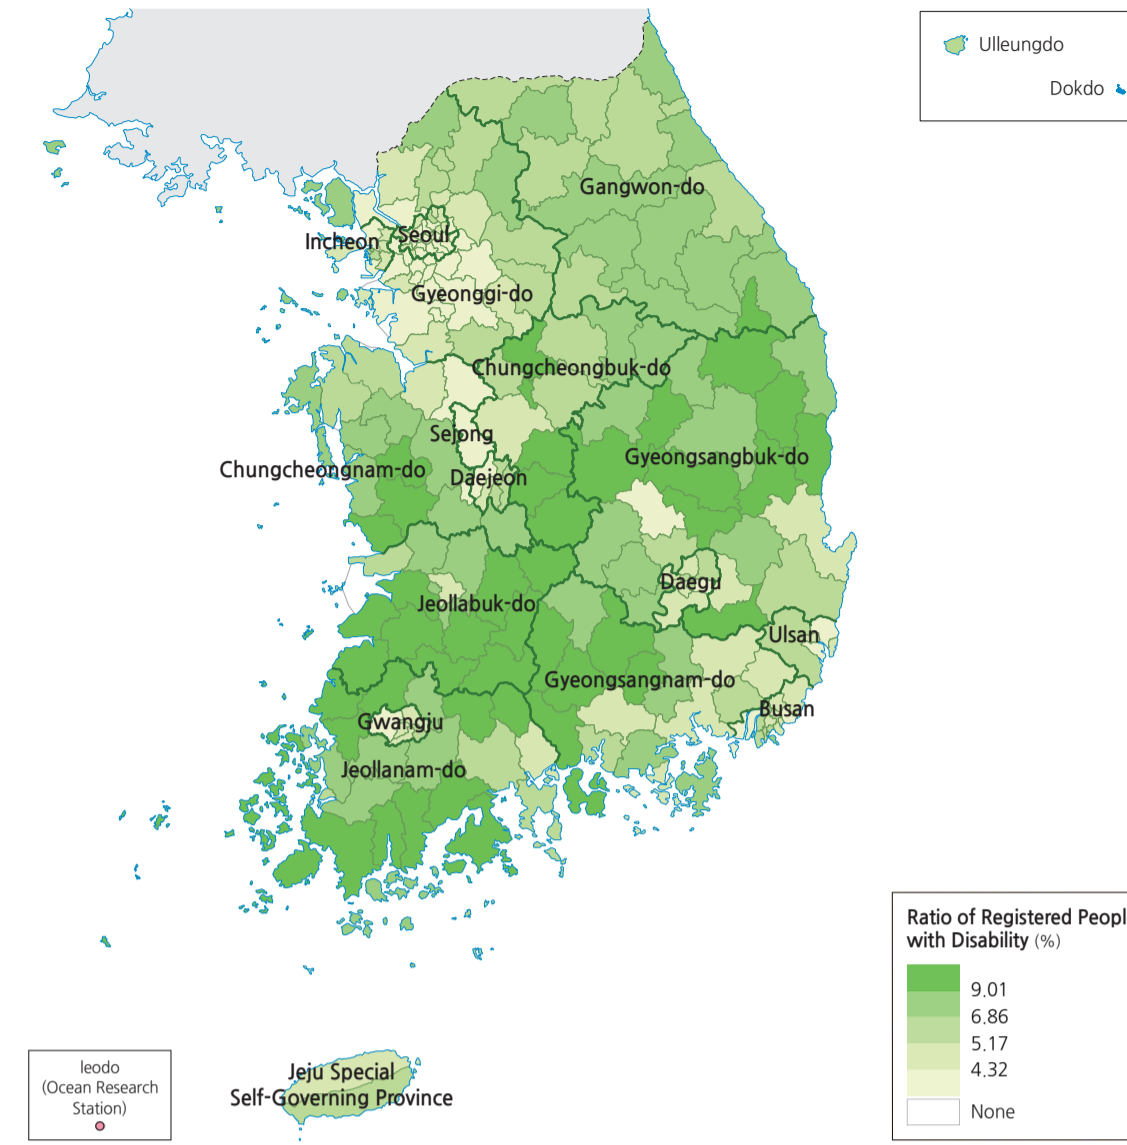 Ulleungdo
Dokdo
Gangwon-do
Incheon
Seoul
Gyeonggi-do
Chungcheongbuk-do
Sejong
Gyeongsangbuk-do
Chungcheongnam-do
Daejeon
Daegu
Jeollabuk-do
Ulsan
Gyeongsangnam-do
Busan
Gwangju
Jeollanam-do
Ratio of Registered Peopl
with Disability (%)
9.01
6.86
5.17
4.32
None
Ieodo
(Ocean Research
Station)
Jeju Special
Self-Governing Province